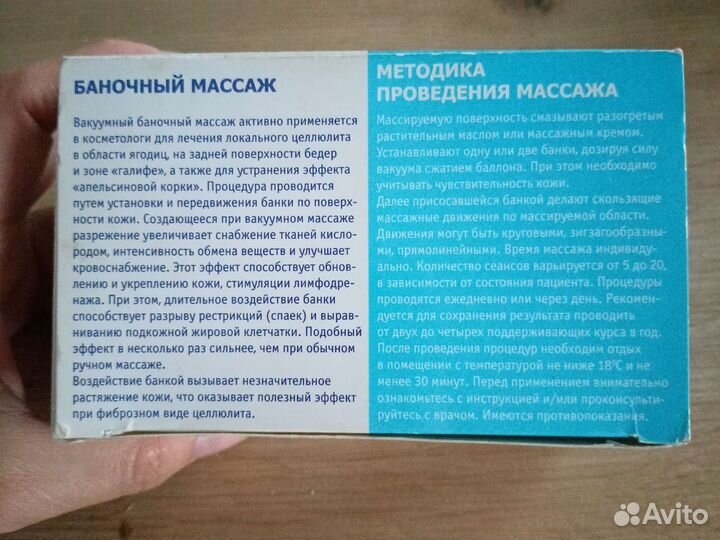 БАНОЧНЫЙ МАССАЖ
Вакуумный баночный массаж активно применяется
в косметологи для лечения локального целлюлита
в области ягодиц, на задней поверхности бедер
и зоне «галифе», а также для устранения эффекта
«апельсиновой корки». Процедура проводится
путем установки и передвижения банки по поверх-
ности кожи. Создающееся при вакуумном массаже
разрежение увеличивает снабжение тканей кисло-
родом, интенсивность обмена веществ и улучшает
кровоснабжение. Этот эффект способствует обнов-
лению и укреплению кожи, стимуляции лимфодре-
нажа. При этом, длительное воздействие банки
способствует разрыву рестрикций (спаек) и вырав-
ниванию подкожной жировой клетчатки. Подобный
эффект в несколько раз сильнее, чем при обычном
ручном массаже.
Воздействие банкой вызывает незначительное
растяжение кожи, что оказывает полезный эффект
при фиброзном виде целлюлита.
МЕТОДИКА
ПРОВЕДЕНИЯ МАССАЖА
Массируемую поверхность смазывают разогретым
растительным маслом или массажным кремом.
Устанавливают одну или две банки, дозируя силу
вакуума сжатием баллона. При этом необходимо
учитывать чувствительность кожи.
Далее присосавшейся банкой делают скользящие
массажные движения по массируемой области.
Движения могут быть круговыми, зигзагообразны-
ми, прямолинейными. Время массажа индивиду-
ально. Количество сеансов варьируется от 5 до 20,
в зависимости от состояния пациента. Процедуры
проводятся ежедневно или через день. Рекомен-
дуется для сохранения результата проводить
от двух до четырех поддерживающих курса в год.
После проведения процедур необходим отдых
в помещении с температурой не ниже 18°С и не
менее 30 минут. Перед применением внимательно
ознакомьтесь с инструкцией и/или проконсульти-
руйтесь с врачом. Имеются противопоказания.
Avito